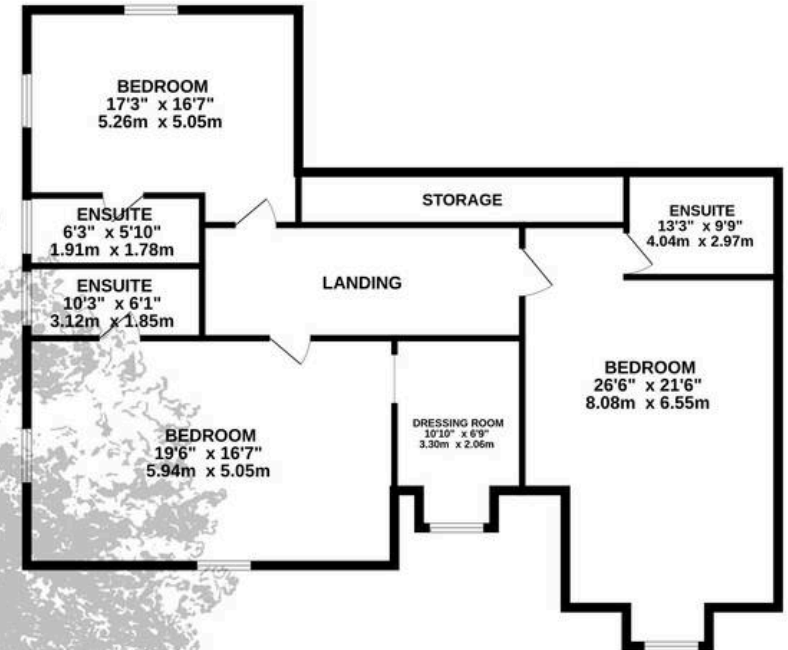 BEDROOM
17'3" x 16'7"
5.26m x 5.05m
STORAGE
ENSUITE
13'3" x 9'9"
4.04m x 2.97m
ENSUITE
6'3" x 5'10"
1.91m x 1.78m
ENSUITE
10'3" x 6'1"
3.12m x 1.85m
LANDING
BEDROOM
26'6" x 21'6"
8.08m x 6.55m
DRESSING ROOM
10'10" x 6'9"
3.30m x 2.06m
BEDROOM
19'6" x 16'7"
5.94m x 5.05m